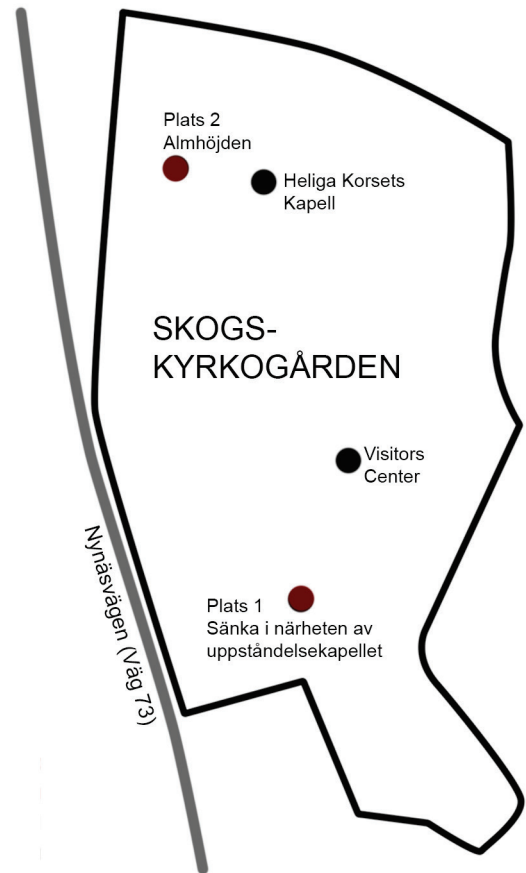 Plats 2
Almhöjden
Heliga Korsets
Kapell
SKOGS-
KYRKOGÅRDEN
Visitors
Center
Nynäsvägen (Väg 73)
Plats 1
Sänka i närheten av
uppståndelsekapellet